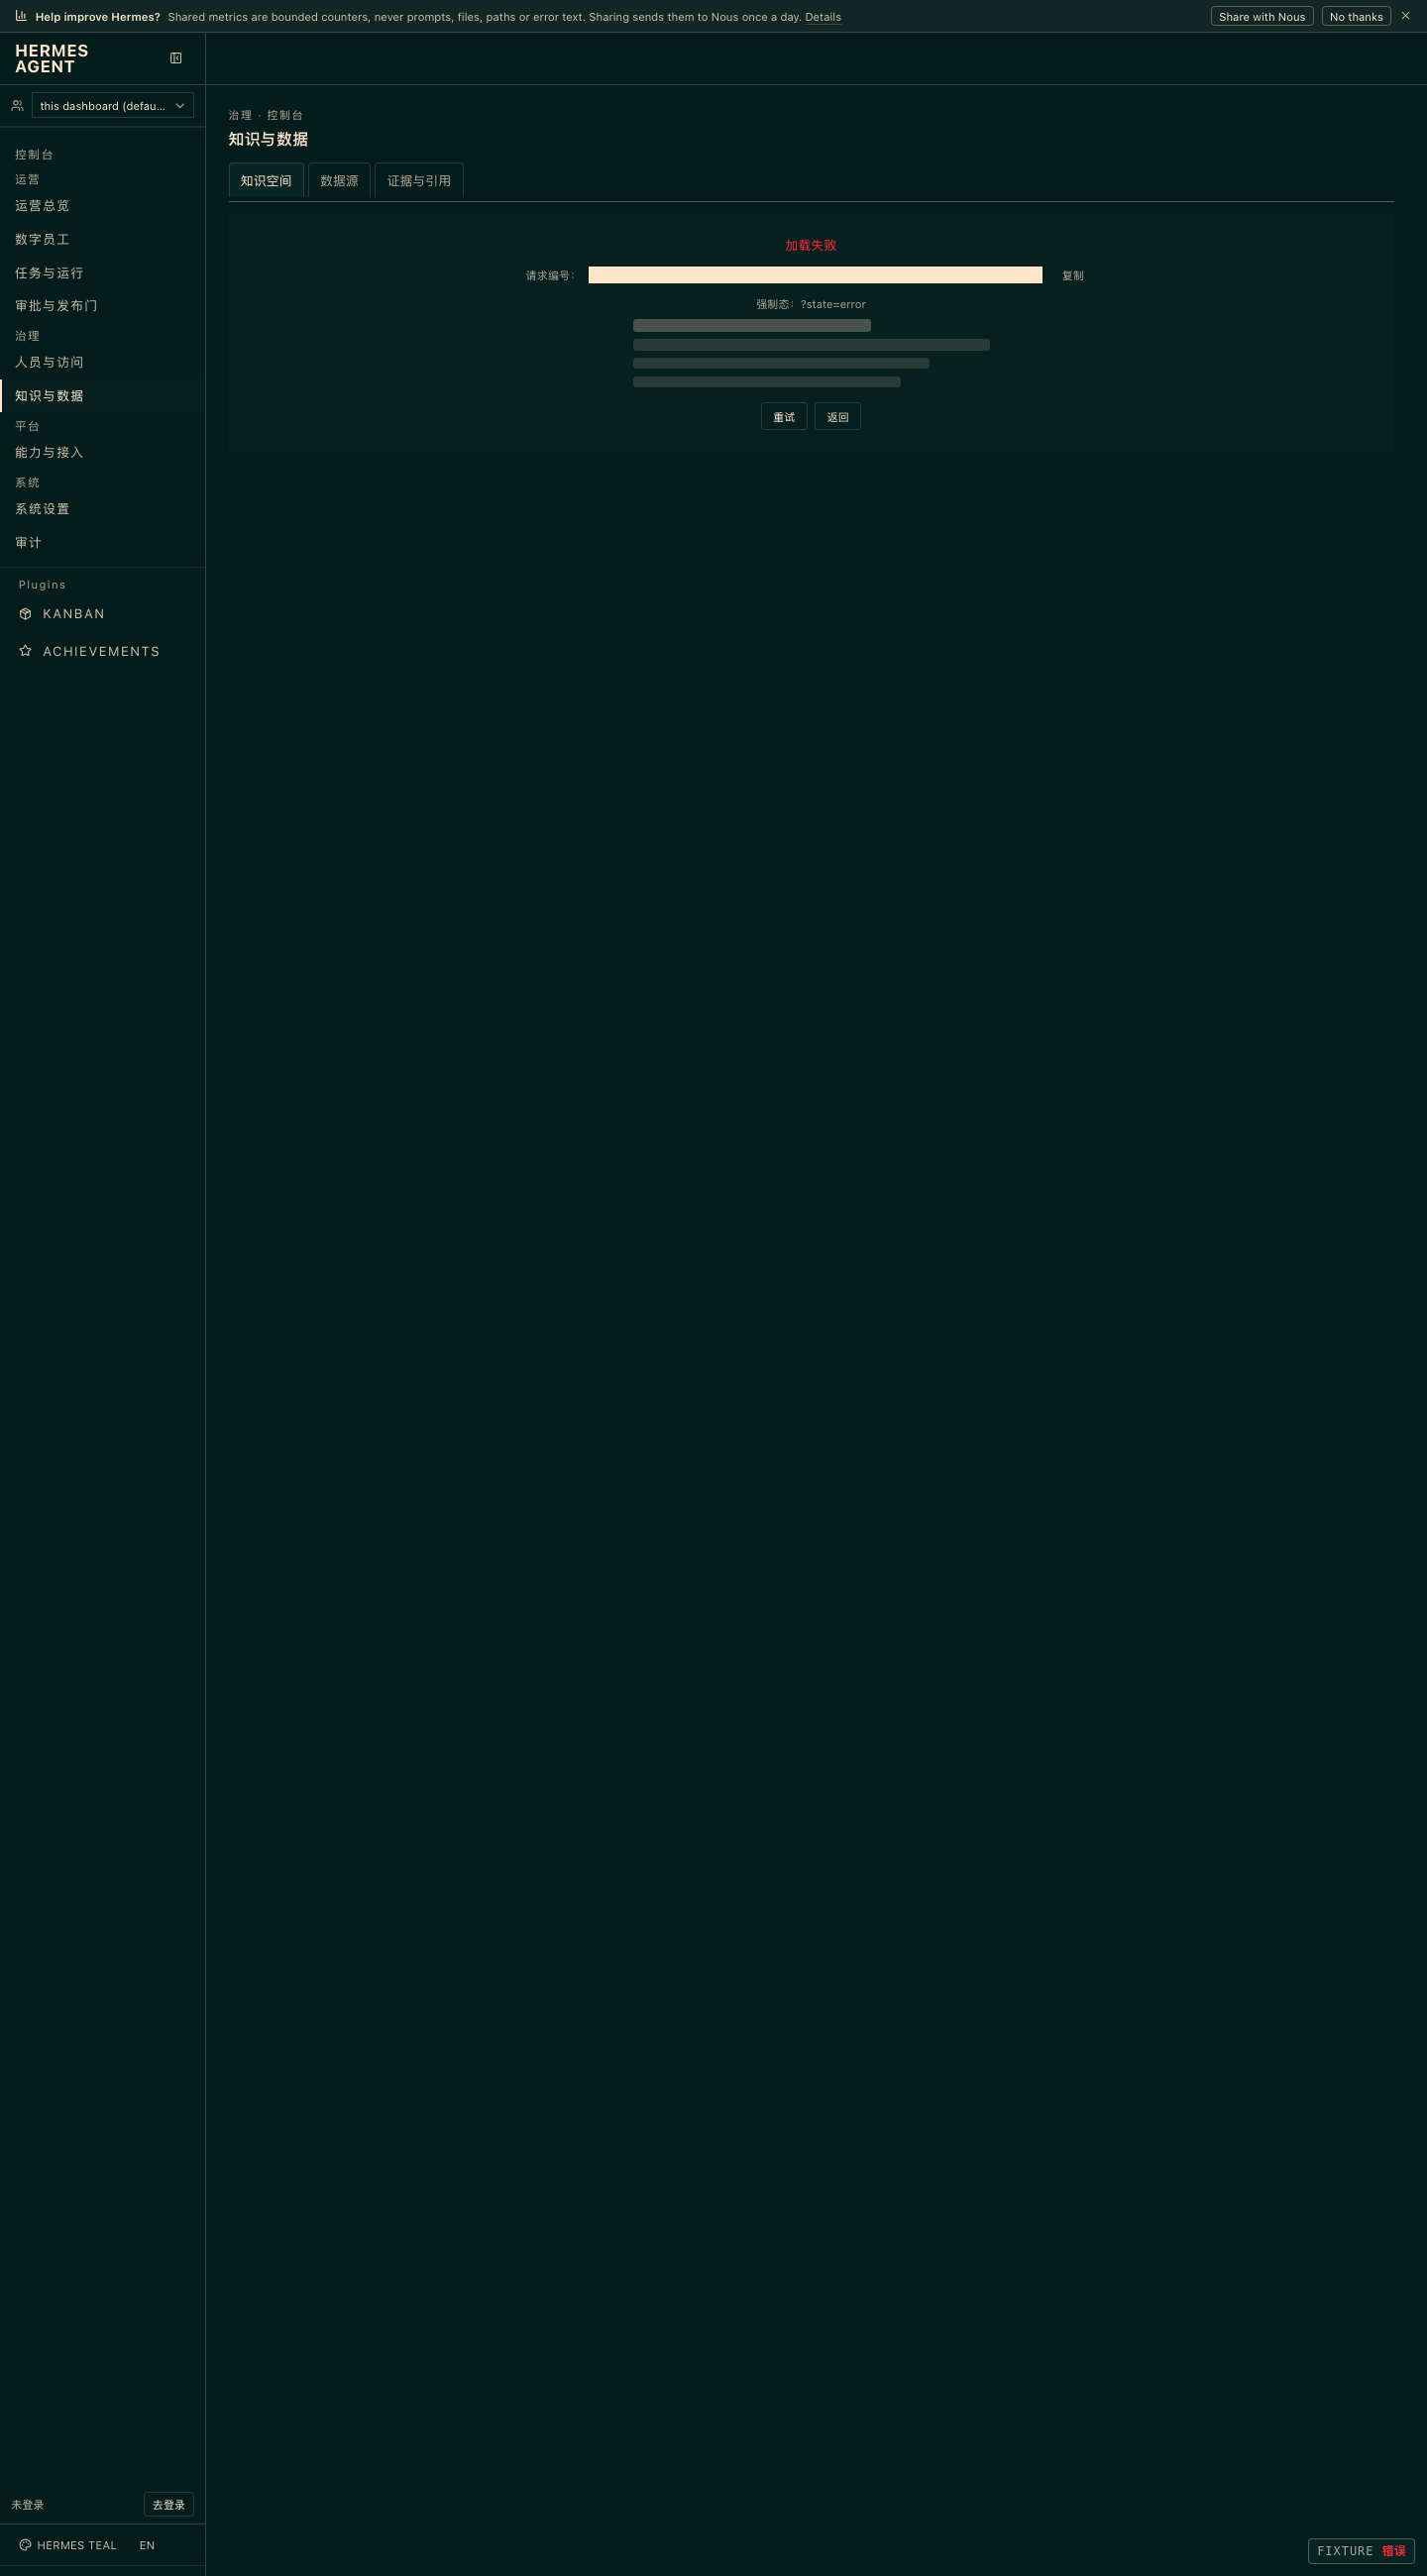 Help improve Hermes? Shared metrics are bounded counters, never prompts, files, paths or error text. Sharing sends them to Nous once a day. Details
Share with Nous
No thanks
HERMES
AGENT
this dashboard (defau...
控制台
运营
运营总览
数字员工
任务与运行
审批与发布门
治理
人员与访问
知识与数据
平台
能力与接入
系统
系统设置
审计
Plugins
KANBAN
ACHIEVEMENTS
未登录
去登录
HERMES TEAL
EN
治理 · 控制台
知识与数据
知识空间
数据源
证据与引用
加载失败
请求编号：
复制
强制态：?state=error
重试
返回
FIXTURE 错误